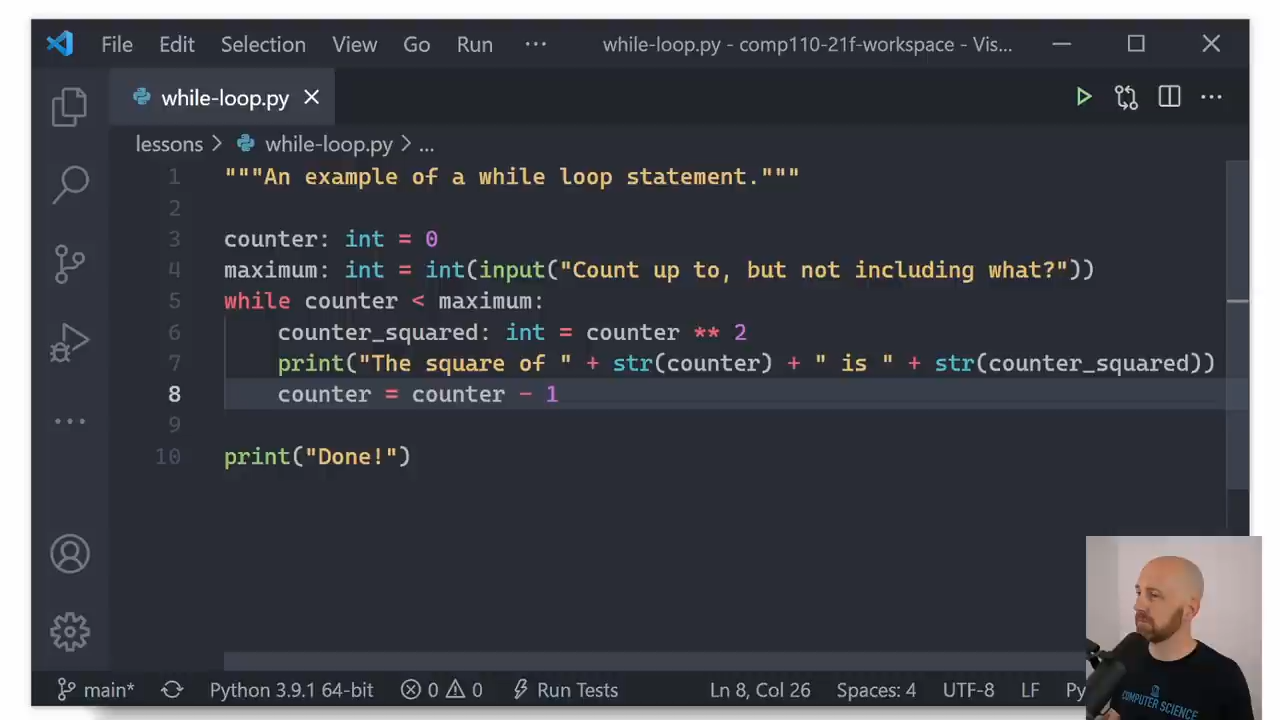 File Edit Selection View Go Run ··· while-loop.py - comp110-21f-workspace - Vis...
while-loop.py
lessons > while-loop.py > ...
1 """An example of a while loop statement."""
2
3 counter: int = 0
4 maximum: int = int(input("Count up to, but not including what?"))
5 while counter < maximum:
6     counter_squared: int = counter ** 2
7     print("The square of " + str(counter) + " is " + str(counter_squared))
8     counter = counter - 1
9
10 print("Done!")
main* Python 3.9.1 64-bit 0 0 Run Tests Ln 8, Col 26 Spaces: 4 UTF-8 LF Py
COMPUTER SCIENCE